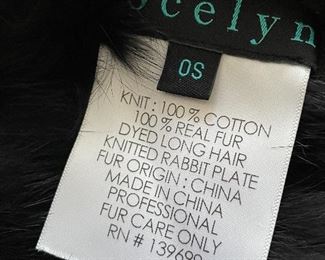 ocelyn
OS
KNIT : 100 % COTTON
100 % REAL FUR
DYED LONG HAIR
KNITTED RABBIT PLATE
FUR ORIGIN : CHINA
MADE IN CHINA
PROFESSIONAL
FUR CARE ONLY
RN #